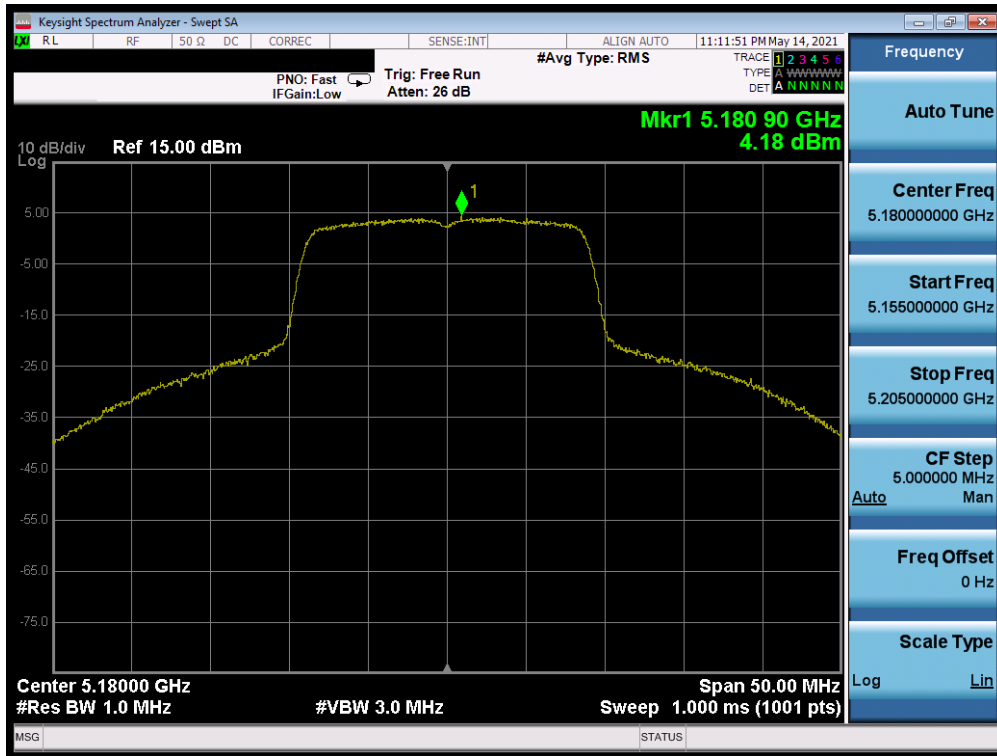 Keysight Spectrum Analyzer - Swept SA
LXI RL RF 50 Ω DC CORREC SENSE:INT ALIGN AUTO 11:11:51 PM May 14, 2021
#Avg Type: RMS TRACE 1 2 3 4 5 6
PNO: Fast Trig: Free Run TYPE A WWWWW
IFGain:Low Atten: 26 dB DET A N N N N N
Mkr1 5.180 90 GHz
4.18 dBm
10 dB/div Ref 15.00 dBm
Log
1
5.00
-5.00
-15.0
-25.0
-35.0
-45.0
-55.0
-65.0
-75.0
Center 5.18000 GHz Span 50.00 MHz
#Res BW 1.0 MHz #VBW 3.0 MHz Sweep 1.000 ms (1001 pts)
MSG STATUS
Frequency
Auto Tune
Center Freq
5.180000000 GHz
Start Freq
5.155000000 GHz
Stop Freq
5.205000000 GHz
CF Step
5.000000 MHz
Auto Man
Freq Offset
0 Hz
Scale Type
Log Lin